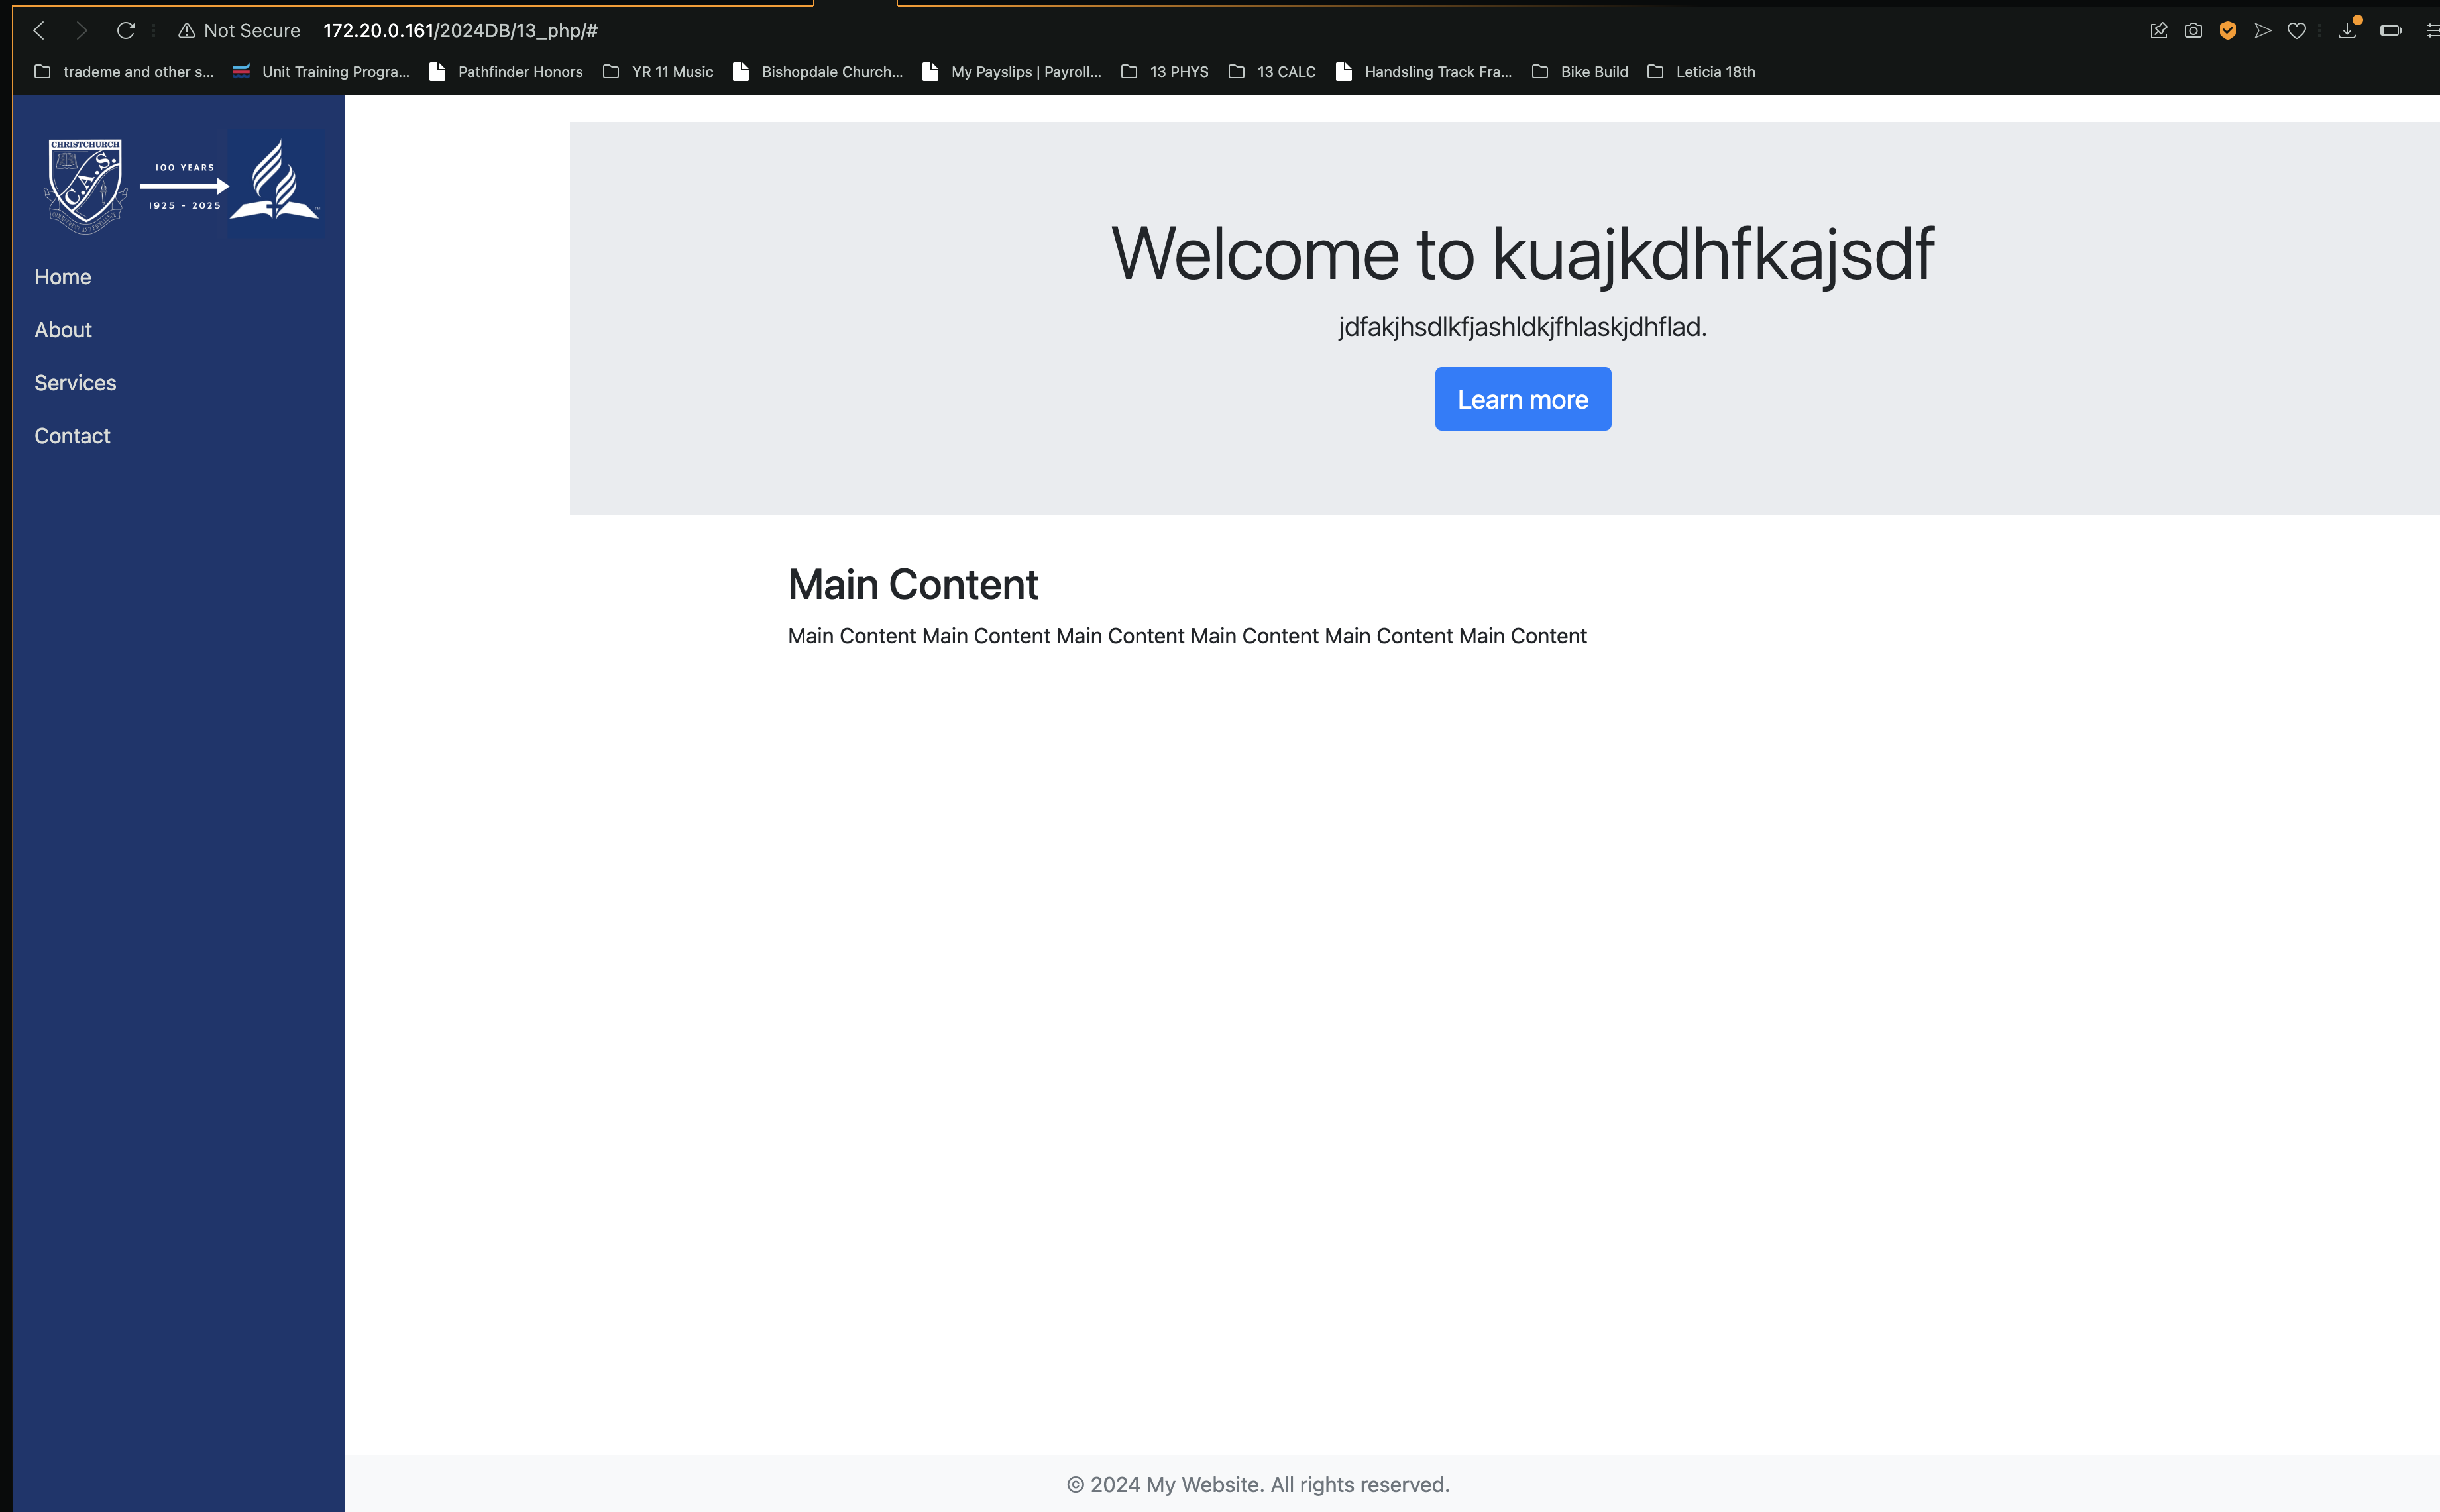 Not Secure 172.20.0.161/2024DB/13_php/#
trademe and other s... Unit Training Progra... Pathfinder Honors YR 11 Music Bishopdale Church... My Payslips | Payroll... 13 PHYS 13 CALC Handsling Track Fra... Bike Build Leticia 18th
CHRISTCHURCH
C.A.S.
100 YEARS
1925 - 2025
Home
About
Services
Contact
Welcome to kuajkdhfkajsdf
jdfakjhsdlkfjashldkjfhlaskjdhflad.
Learn more
Main Content
Main Content Main Content Main Content Main Content Main Content Main Content
© 2024 My Website. All rights reserved.